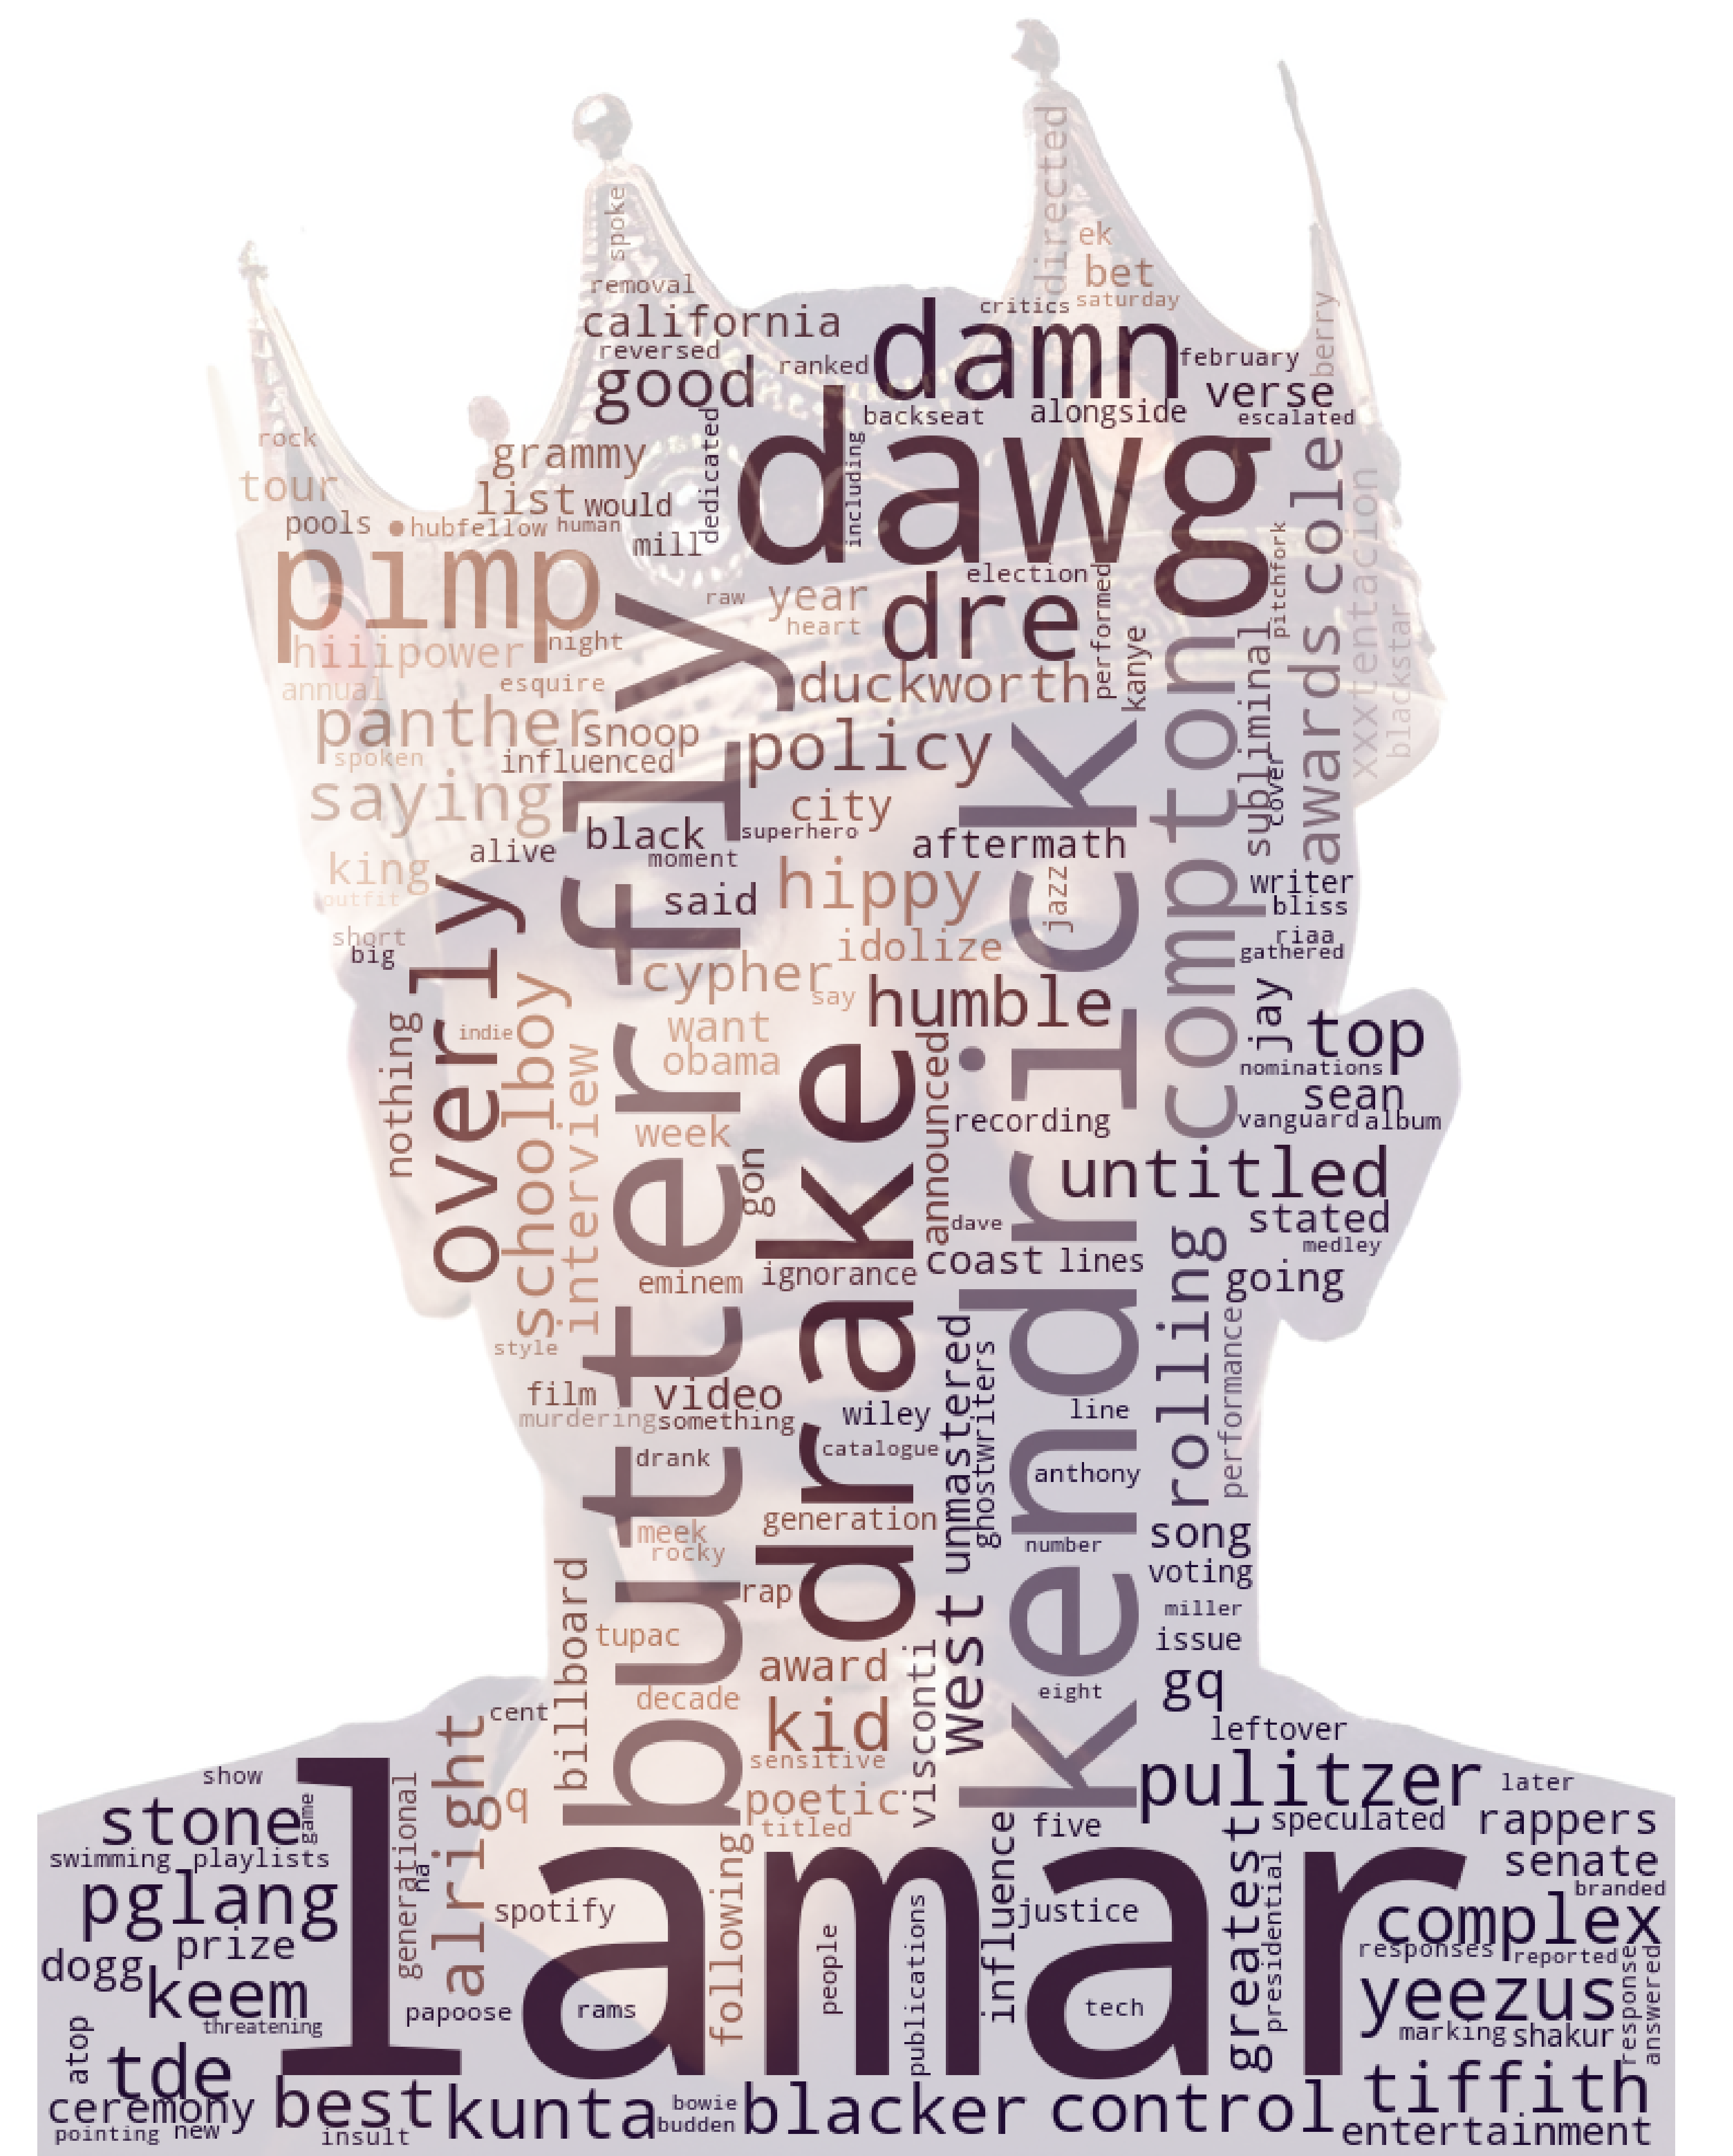 directed
spoke
ek
bet
removal
critics
saturday
california
damn
berry
reversed
ranked
february
good
verse
backseat
alongside
escalated
rock
dedicated
dawg
including
cole
grammy
tour
list
would
xxxtentacion
pools
hubfellow
human
mill
pitchfork
pimp
election
performed
dre
year
raw
heart
night
kanye
hiiipower
subliminal
awards
blackstar
annual
esquire
duckworth
panther
snoop
policy
spoken
influenced
cover
saying
city
black
superhero
aftermath
alive
moment
king
said
hippy
jazz
writer
outfit
bliss
short
idolize
riaa
big
gathered
cypher
say
humble
schoolboy
nothing
indie
want
jay
top
obama
interview
announced
nominations
sean
week
recording
vanguard
album
over
ly
butterfly
drake
kendrick
compton
gon
untitled
dave
stated
medley
eminem
ignorance
coast
lines
going
style
rolling
performance
film
video
murdering
something
wiley
unmastered
ghostwriters
line
drank
catalogue
anthony
meek
generation
rocky
number
song
billboard
rap
voting
tupac
west
miller
issue
award
visconti
decade
eight
gq
cent
kid
leftover
alright
sensitive
pulitzer
show
later
stone
game
generational
q
poetic
titled
five
speculated
rappers
swimming
playlists
na
following
influence
greatest
presidential
senate
pglang
branded
spotify
publications
justice
complex
prize
people
responses
reported
dogg
keem
lamar
yeezus
response
answered
papoose
rams
tech
threatening
marking
shakur
atop
tde
tiffith
ceremony
best
kunta
bowie
budden
blacker
control
pointing
new
insult
entertainment